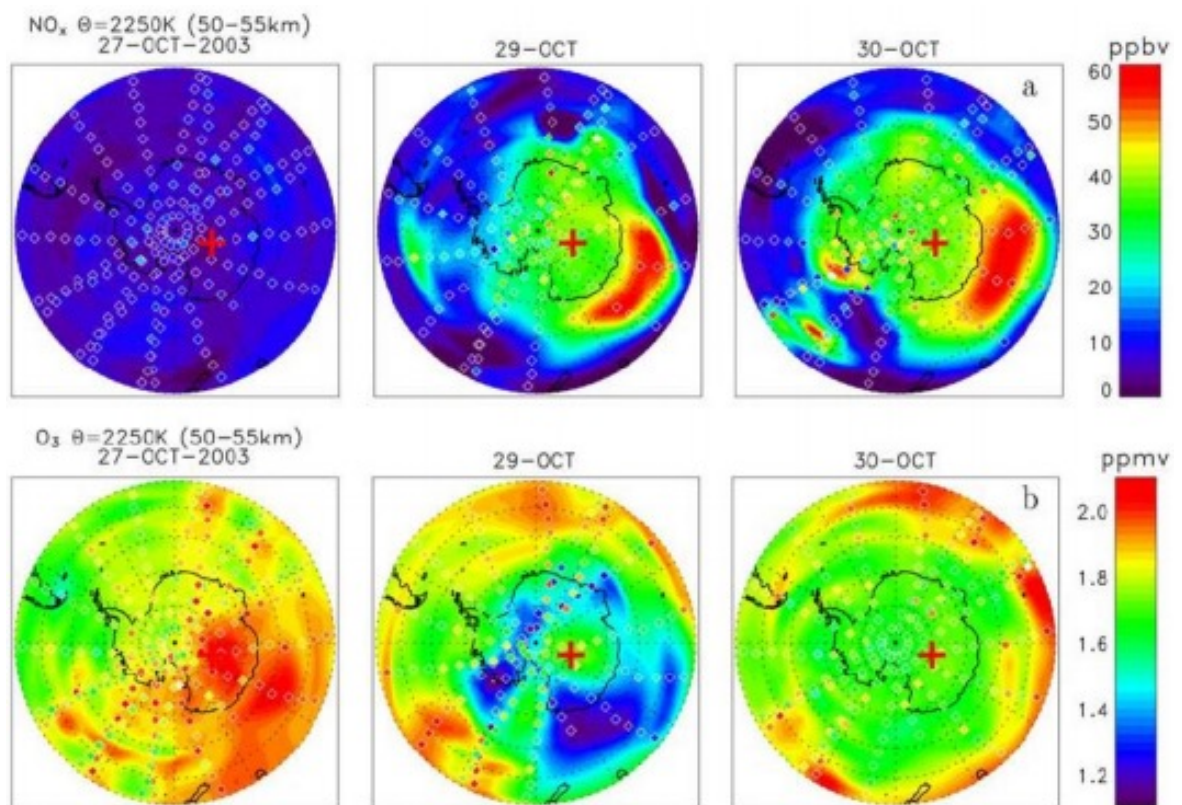 NOx Θ=2250K (50-55km)
27-OCT-2003
29-OCT
30-OCT
ppbv
a
60
50
40
30
20
10
0
O3 Θ=2250K (50-55km)
27-OCT-2003
29-OCT
30-OCT
ppmv
b
2.0
1.8
1.6
1.4
1.2